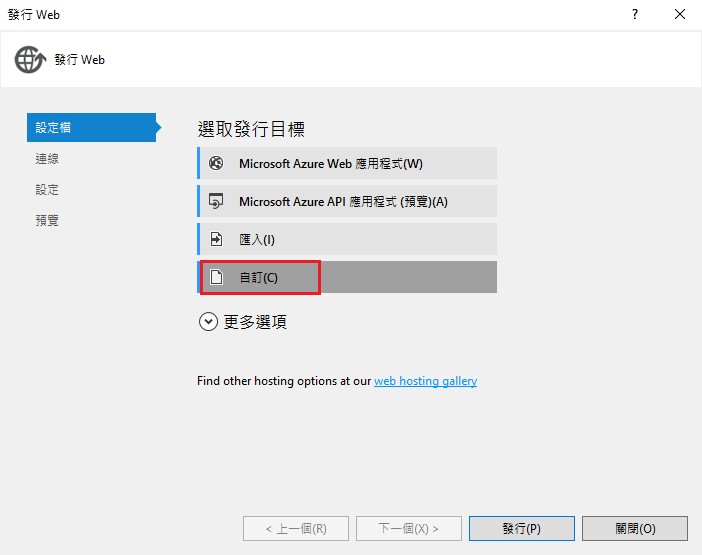 發行 Web
?
發行 Web
設定檔
連線
設定
預覽
選取發行目標
Microsoft Azure Web 應用程式(W)
Microsoft Azure API 應用程式 (預覽)(A)
匯入(I)
自訂(C)
更多選項
Find other hosting options at our web hosting gallery
< 上一個(R)
下一個(X) >
發行(P)
關閉(O)